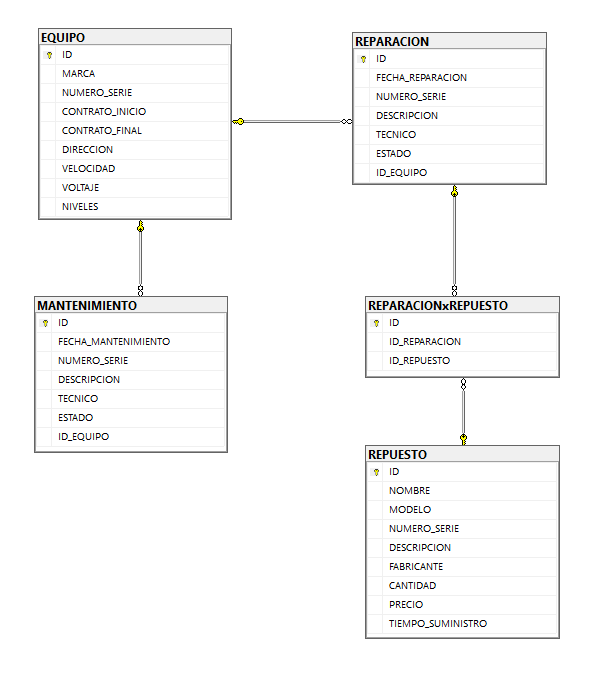 EQUIPO
ID
MARCA
NUMERO_SERIE
CONTRATO_INICIO
CONTRATO_FINAL
DIRECCION
VELOCIDAD
VOLTAJE
NIVELES
REPARACION
ID
FECHA_REPARACION
NUMERO_SERIE
DESCRIPCION
TECNICO
ESTADO
ID_EQUIPO
MANTENIMIENTO
ID
FECHA_MANTENIMIENTO
NUMERO_SERIE
DESCRIPCION
TECNICO
ESTADO
ID_EQUIPO
REPARACIONxREPUESTO
ID
ID_REPARACION
ID_REPUESTO
REPUESTO
ID
NOMBRE
MODELO
NUMERO_SERIE
DESCRIPCION
FABRICANTE
CANTIDAD
PRECIO
TIEMPO_SUMINISTRO